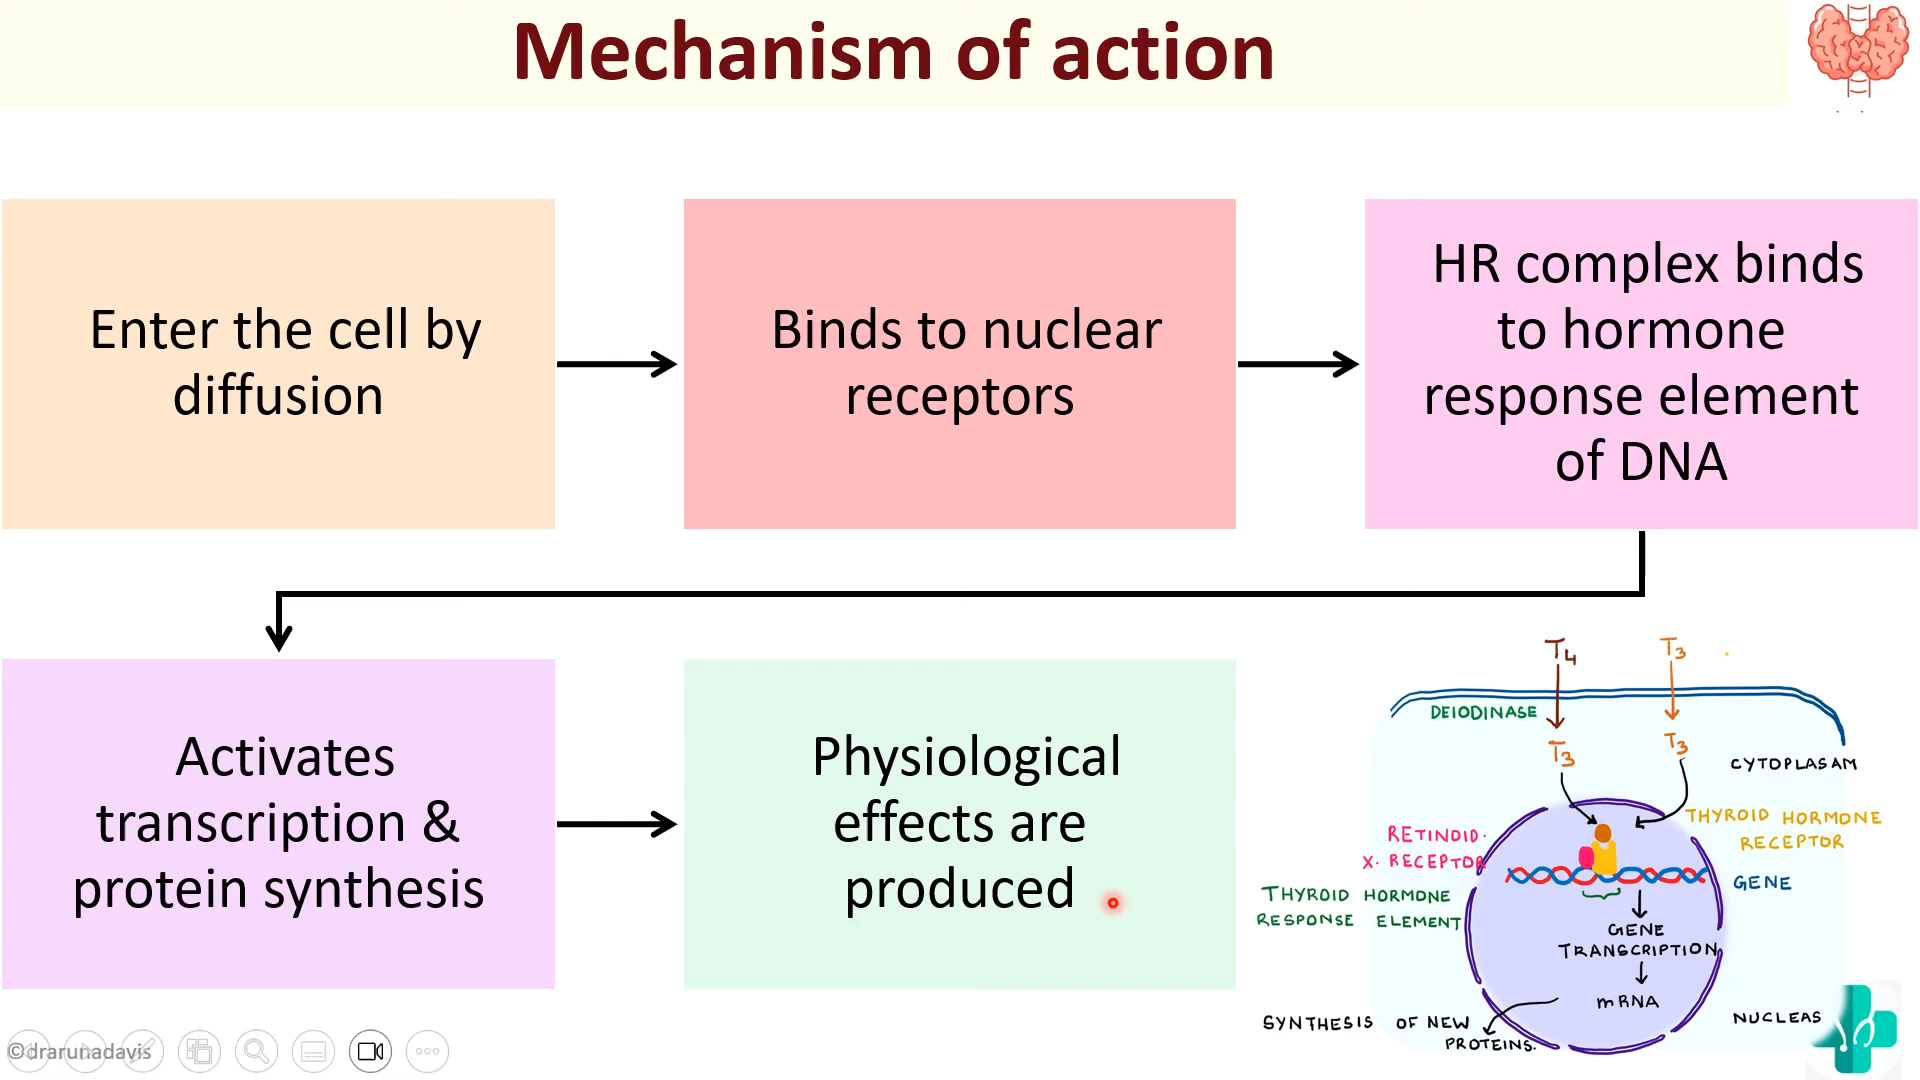 Mechanism of action
Enter the cell by
diffusion
Binds to nuclear
receptors
HR complex binds
to hormone
response element
of DNA
Activates
transcription &
protein synthesis
Physiological
effects are
produced
T4
T3
DEIODINASE
T3
T3
CYTOPLASAM
RETINOID.
X. RECEPTOR
THYROID HORMONE
RECEPTOR
THYROID HORMONE
RESPONSE ELEMENT
GENE
GENE
TRANSCRIPTION
mRNA
SYNTHESIS OF NEW
PROTEINS.
NUCLEAS
©drarunadavis